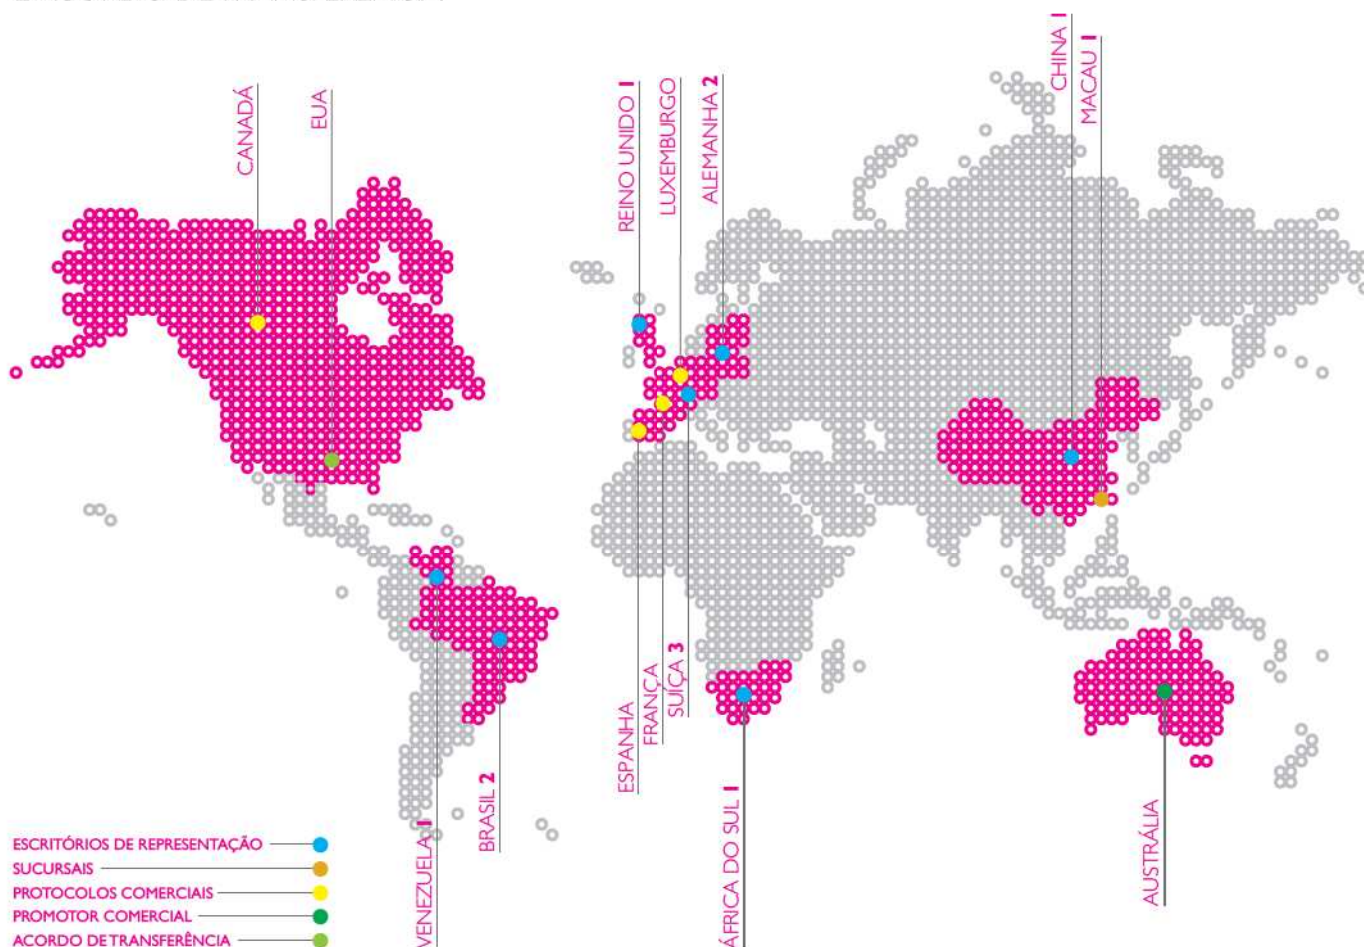 CANADÁ
EUA
REINO UNIDO 1
LUXEMBURGO
ALEMANHA 2
CHINA 1
MACAU 1
ESPANHA
FRANÇA
SUÍÇA 3
VENEZUELA 1
BRASIL 2
ÁFRICA DO SUL 1
AUSTRÁLIA
ESCRITÓRIOS DE REPRESENTAÇÃO
SUCURSAIS
PROTOCOLOS COMERCIAIS
PROMOTOR COMERCIAL
ACORDO DE TRANSFERÊNCIA